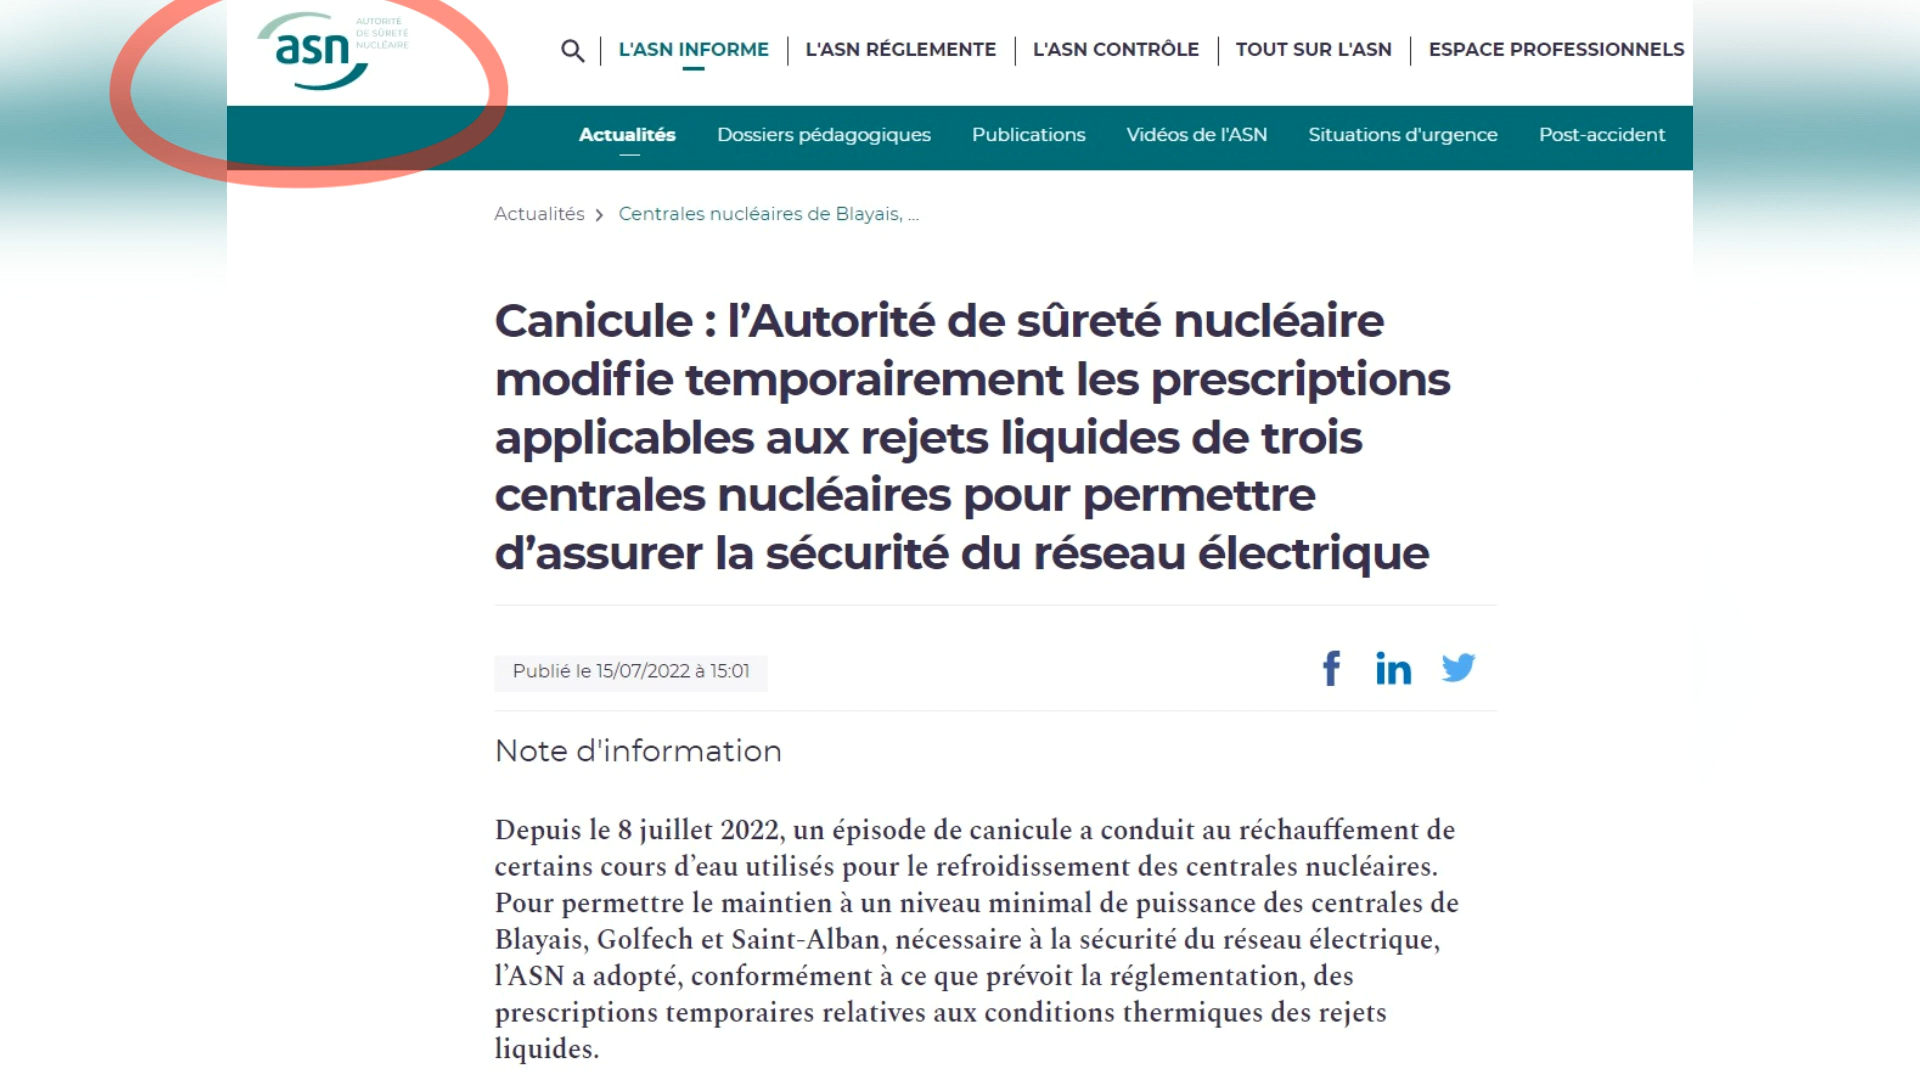 asn
AUTORITÉ
DE SÛRETÉ
NUCLÉAIRE
L'ASN INFORME
L'ASN RÉGLEMENTE
L'ASN CONTRÔLE
TOUT SUR L'ASN
ESPACE PROFESSIONNELS
Actualités
Dossiers pédagogiques
Publications
Vidéos de l'ASN
Situations d'urgence
Post-accident
Actualités > Centrales nucléaires de Blayais, ...
Canicule : l’Autorité de sûreté nucléaire
modifie temporairement les prescriptions
applicables aux rejets liquides de trois
centrales nucléaires pour permettre
d’assurer la sécurité du réseau électrique
Publié le 15/07/2022 à 15:01
f in
Note d'information
Depuis le 8 juillet 2022, un épisode de canicule a conduit au réchauffement de
certains cours d’eau utilisés pour le refroidissement des centrales nucléaires.
Pour permettre le maintien à un niveau minimal de puissance des centrales de
Blayais, Golfech et Saint-Alban, nécessaire à la sécurité du réseau électrique,
l’ASN a adopté, conformément à ce que prévoit la réglementation, des
prescriptions temporaires relatives aux conditions thermiques des rejets
liquides.